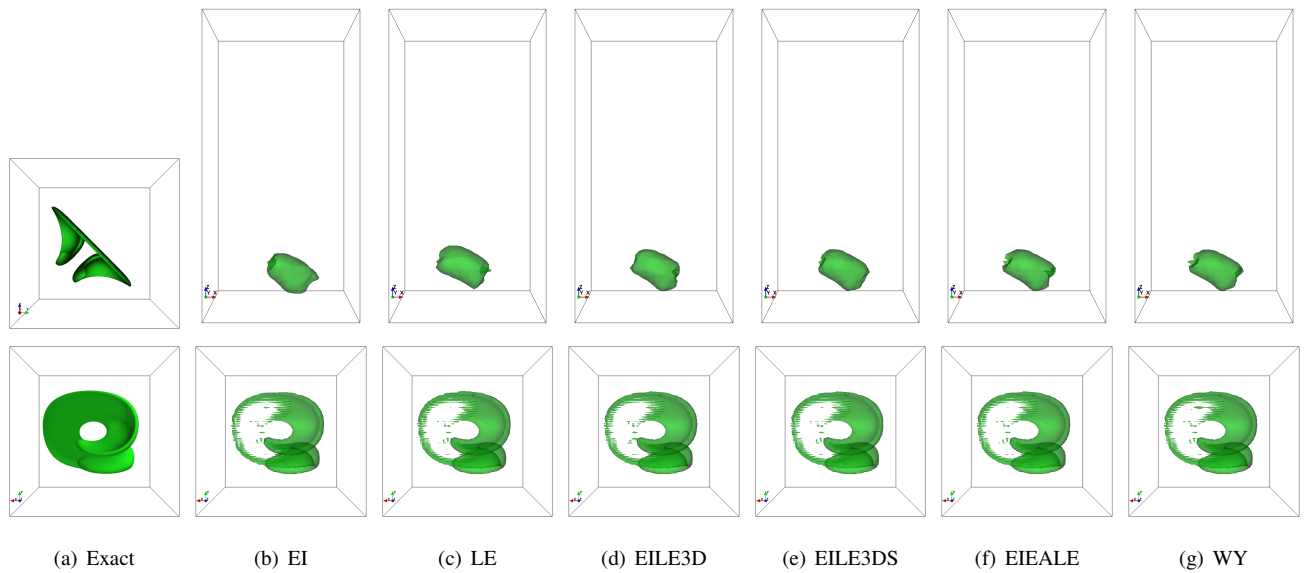 (a) Exact
(b) EI
(c) LE
(d) EILE3D
(e) EILE3DS
(f) EIEALE
(g) WY